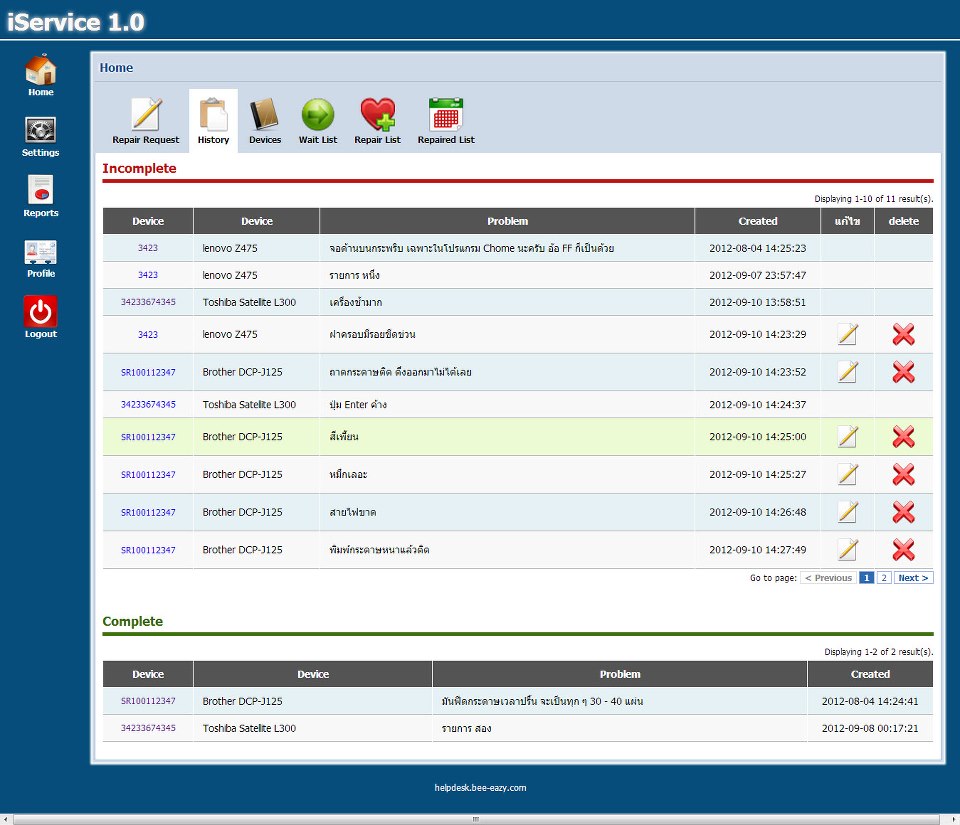 iService 1.0
Home
Settings
Reports
Profile
Logout
Home
Repair Request History Devices Wait List Repair List Repaired List
Incomplete
Displaying 1-10 of 11 result(s).
Device Device Problem Created แก้ไข delete
3423 lenovo Z475 จอด้านบนกระพริบ เฉพาะในโปรแกรม Chome นะครับ อ้อ FF ก็เป็นด้วย 2012-08-04 14:25:23
3423 lenovo Z475 รายการ หนึ่ง 2012-09-07 23:57:47
34233674345 Toshiba Satelite L300 เครื่องช้ามาก 2012-09-10 13:58:51
3423 lenovo Z475 ฝาครอบมีรอยขีดข่วน 2012-09-10 14:23:29
SR100112347 Brother DCP-J125 ถาดกระดาษติด ดึงออกมาไม่ได้เลย 2012-09-10 14:23:52
34233674345 Toshiba Satelite L300 ปุ่ม Enter ค้าง 2012-09-10 14:24:37
SR100112347 Brother DCP-J125 สีเพี้ยน 2012-09-10 14:25:00
SR100112347 Brother DCP-J125 หมึกเลอะ 2012-09-10 14:25:27
SR100112347 Brother DCP-J125 สายไฟขาด 2012-09-10 14:26:48
SR100112347 Brother DCP-J125 พิมพ์กระดาษหนาแล้วติด 2012-09-10 14:27:49
Go to page: < Previous 1 2 Next >
Complete
Displaying 1-2 of 2 result(s).
Device Device Problem Created
SR100112347 Brother DCP-J125 มันฟีดกระดาษเวลาปริ้น จะเป็นทุก ๆ 30 - 40 แผ่น 2012-08-04 14:24:41
34233674345 Toshiba Satelite L300 รายการ สอง 2012-09-08 00:17:21
helpdesk.bee-eazy.com